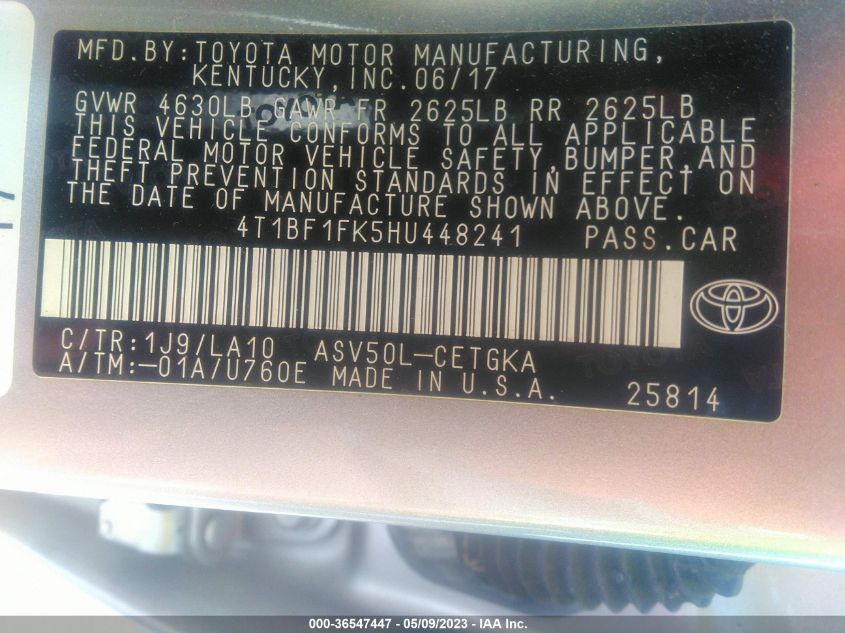 MFD.BY:TOYOTA MOTOR MANUFACTURING,
KENTUCKY,INC.06/17
GVWR 4630LB GAWR FR 2625LB RR 2625LB
THIS VEHICLE CONFORMS TO ALL APPLICABLE
FEDERAL MOTOR VEHICLE SAFETY,BUMPER,AND
THEFT PREVENTION STANDARDS IN EFFECT ON
THE DATE OF MANUFACTURE SHOWN ABOVE.
4T1BF1FK5HU448241 PASS.CAR
C/TR:1J9/LA10 ASV50L-CETGKA
A/TM:-01A/U760E MADE IN U.S.A. 25814
000-36547447 - 05/09/2023 - IAA Inc.